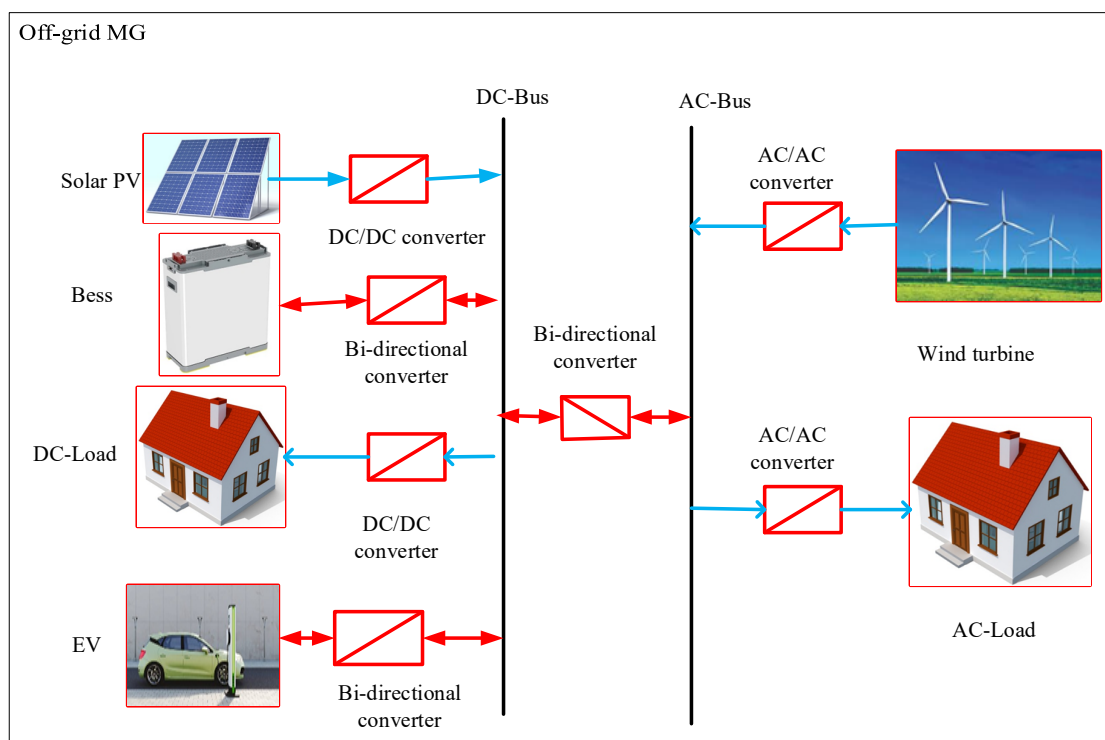 Off-grid MG
DC-Bus
AC-Bus
Solar PV
DC/DC converter
AC/AC
converter
Bess
Bi-directional
converter
Bi-directional
converter
Wind turbine
DC-Load
DC/DC
converter
AC/AC
converter
AC-Load
EV
Bi-directional
converter